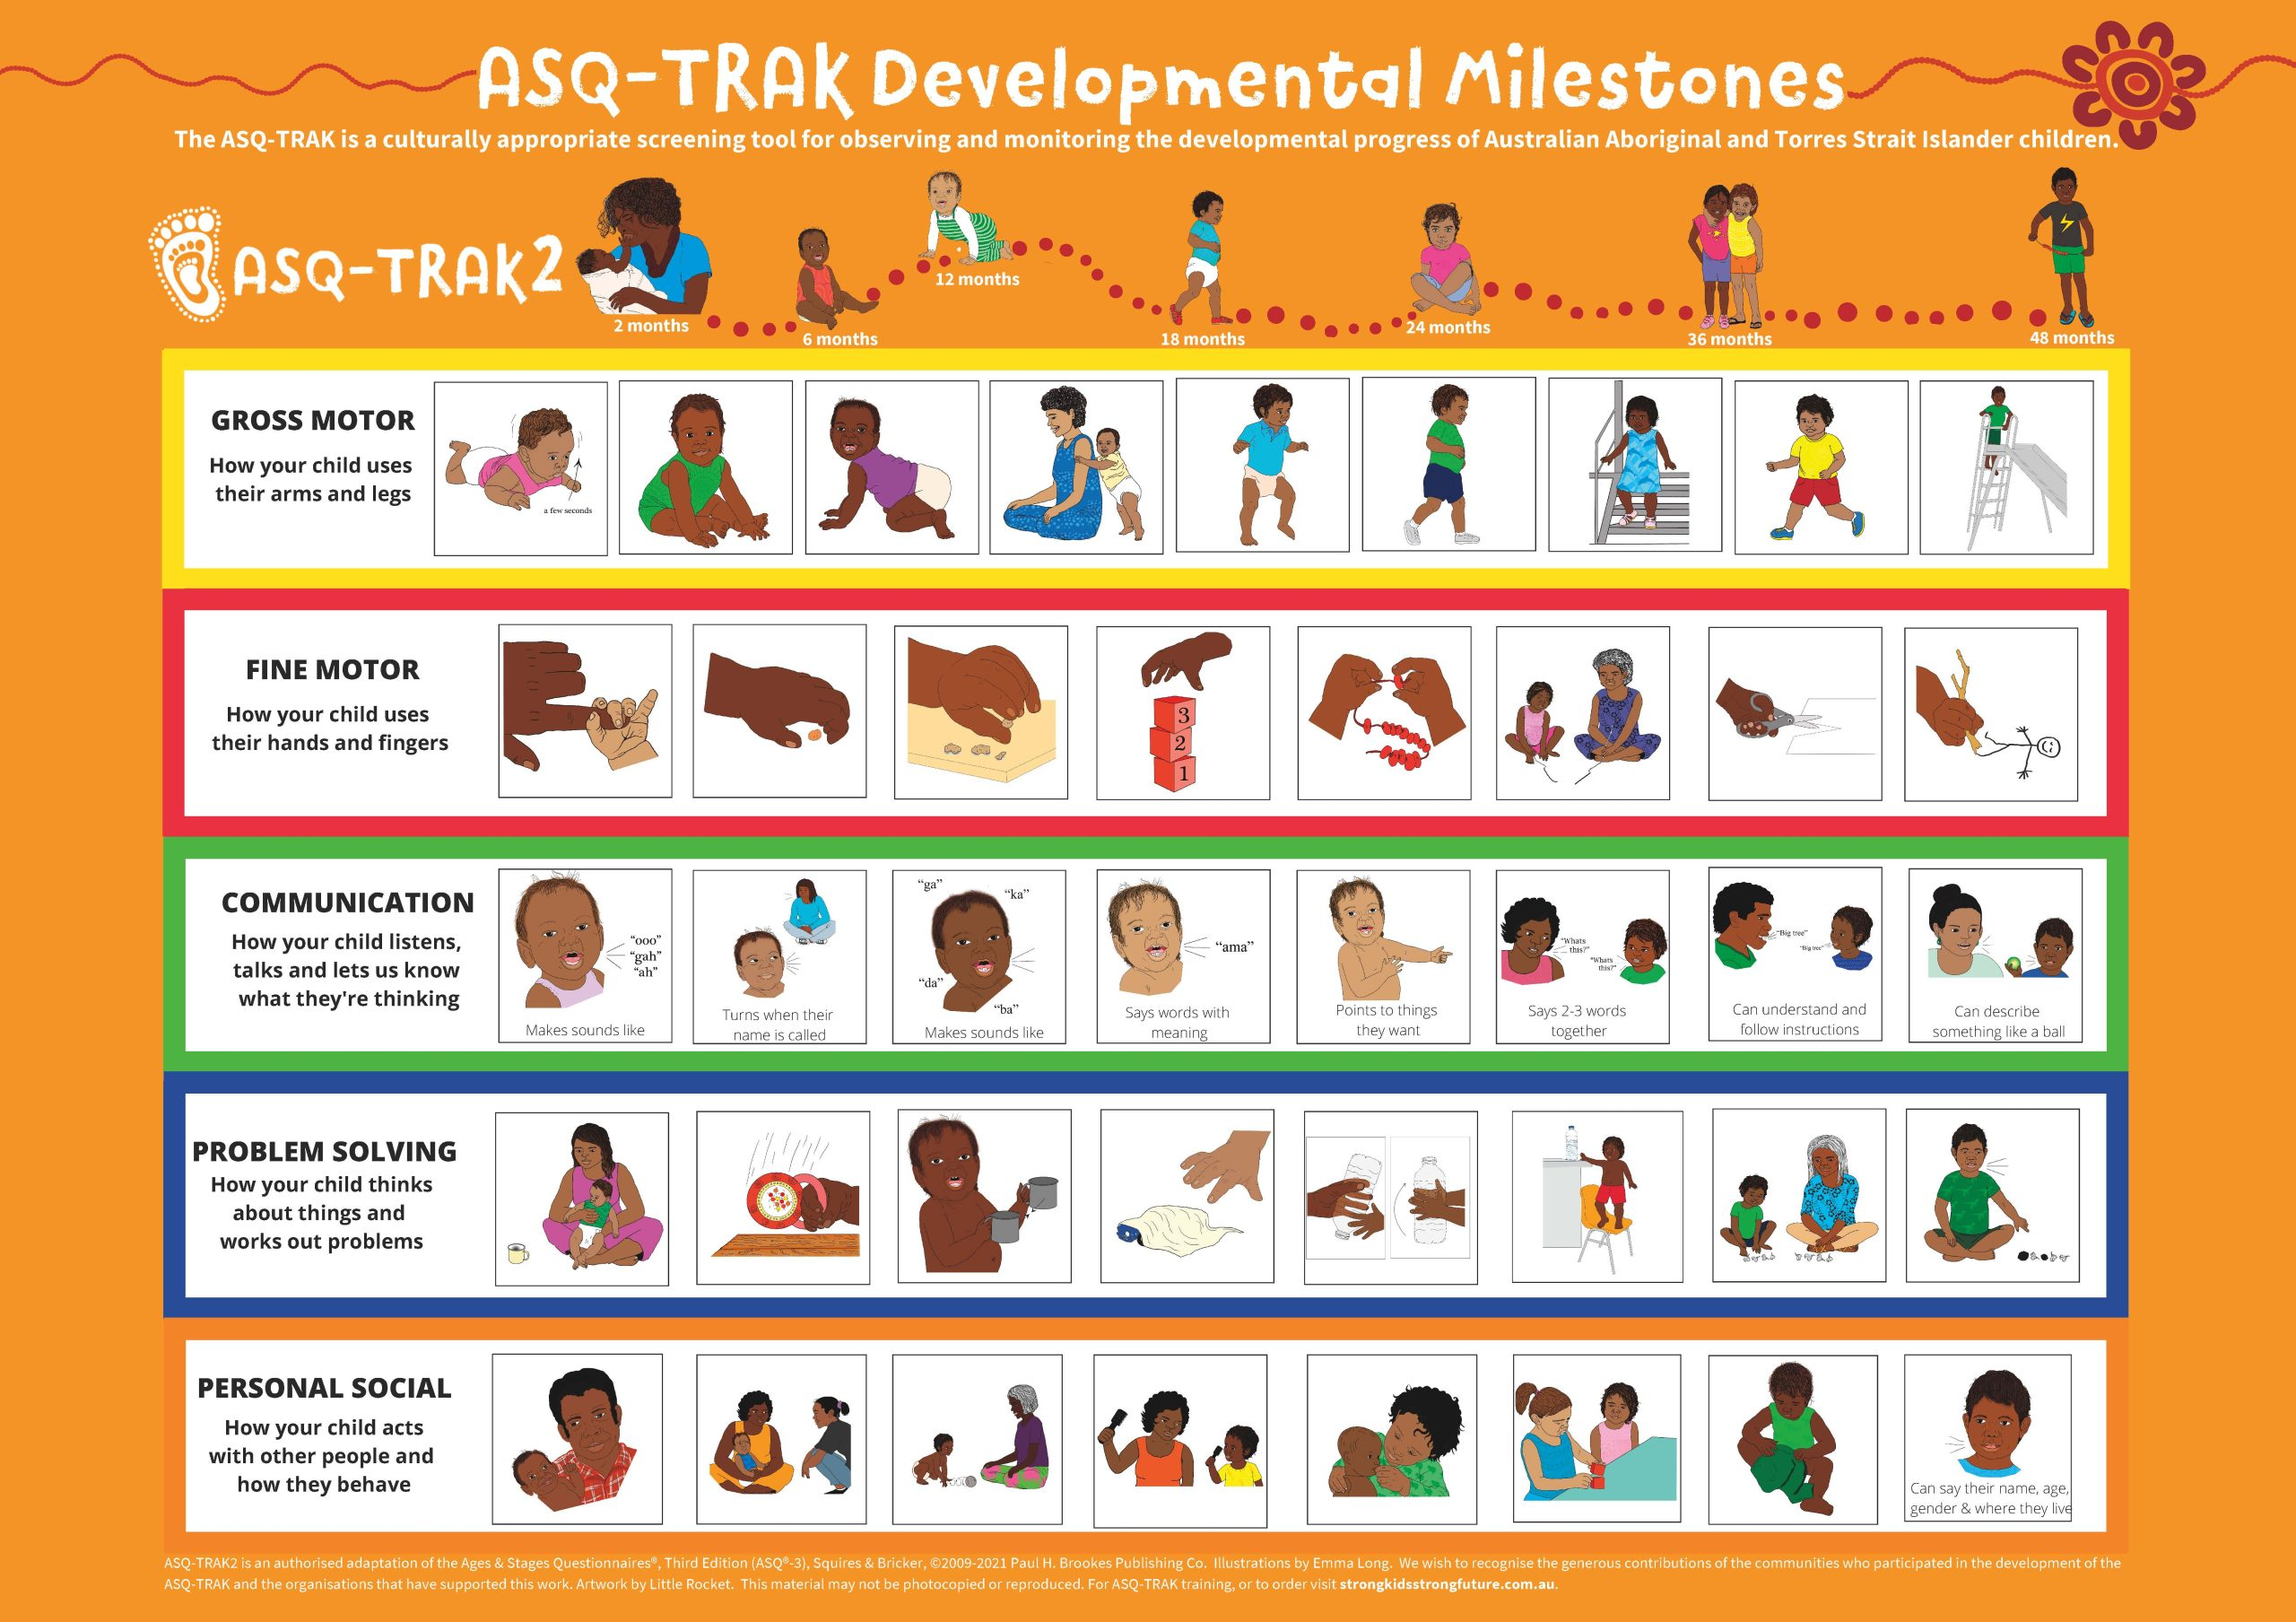 ASQ-TRAK Developmental Milestones
The ASQ-TRAK is a culturally appropriate screening tool for observing and monitoring the developmental progress of Australian Aboriginal and Torres Strait Islander children.
ASQ-TRAK2
2 months
6 months
12 months
18 months
24 months
36 months
48 months
GROSS MOTOR
How your child uses
their arms and legs
a few seconds
FINE MOTOR
How your child uses
their hands and fingers
3
2
1
COMMUNICATION
How your child listens,
talks and lets us know
what they're thinking
"ooo"
"gah"
"ah"
Makes sounds like
Turns when their
name is called
"ga"
"ka"
"da"
"ba"
Makes sounds like
"ama"
Says words with
meaning
Points to things
they want
"Whats
this?"
"Whats
this?"
Says 2-3 words
together
"Big tree"
"Big tree"
Can understand and
follow instructions
Can describe
something like a ball
PROBLEM SOLVING
How your child thinks
about things and
works out problems
PERSONAL SOCIAL
How your child acts
with other people and
how they behave
Can say their name, age,
gender & where they live
ASQ-TRAK2 is an authorised adaptation of the Ages & Stages Questionnaires®, Third Edition (ASQ®-3), Squires & Bricker, ©2009-2021 Paul H. Brookes Publishing Co. Illustrations by Emma Long. We wish to recognise the generous contributions of the communities who participated in the development of the
ASQ-TRAK and the organisations that have supported this work. Artwork by Little Rocket. This material may not be photocopied or reproduced. For ASQ-TRAK training, or to order visit strongkidsstrongfuture.com.au.